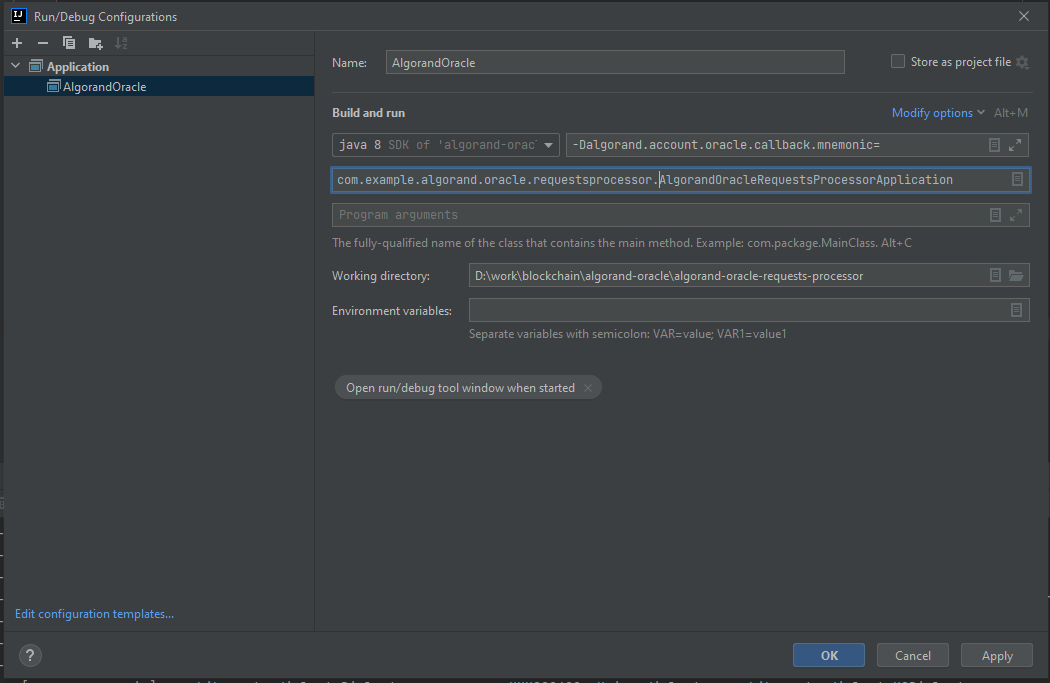 Run/Debug Configurations
Application
AlgorandOracle
Name: AlgorandOracle Store as project file
Build and run Modify options Alt+M
java 8 SDK of 'algorand-orac -Dalgorand.account.oracle.callback.mnemonic=
com.example.algorand.oracle.requestsprocessor.AlgorandOracleRequestsProcessorApplication
Program arguments
The fully-qualified name of the class that contains the main method. Example: com.package.MainClass. Alt+C
Working directory: D:\work\blockchain\algorand-oracle\algorand-oracle-requests-processor
Environment variables:
Separate variables with semicolon: VAR=value; VAR1=value1
Open run/debug tool window when started
Edit configuration templates...
? OK Cancel Apply